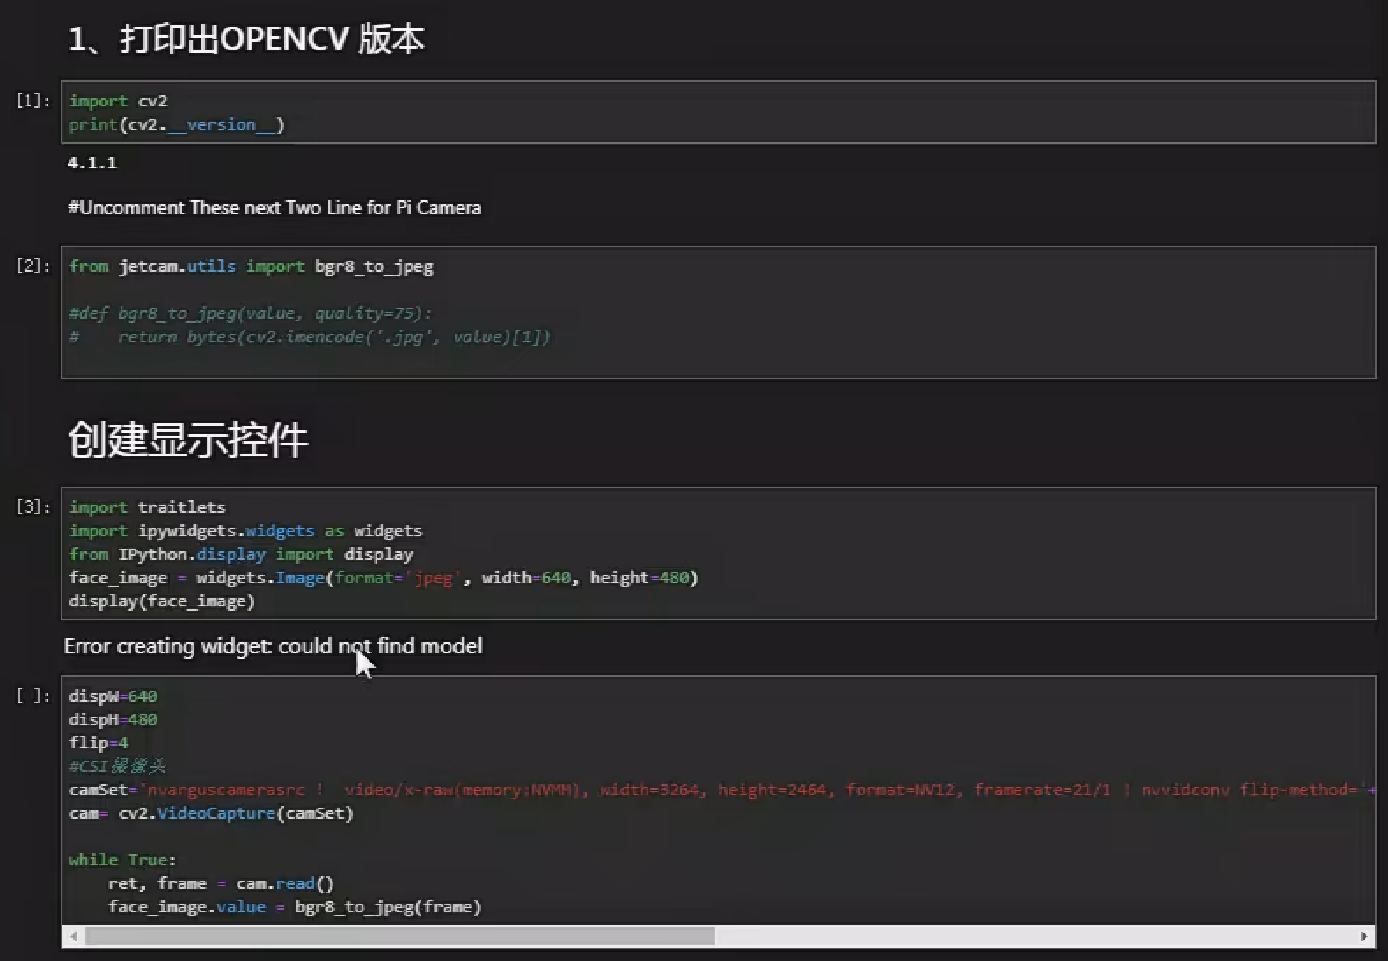 1、打印出OPENCV 版本
[1]:
import cv2
print(cv2.__version__)
4.1.1
#Uncomment These next Two Line for Pi Camera
[2]:
from jetcam.utils import bgr8_to_jpeg
#def bgr8_to_jpeg(value, quality=75):
#    return bytes(cv2.imencode('.jpg', value)[1])
创建显示控件
[3]:
import traitlets
import ipywidgets.widgets as widgets
from IPython.display import display
face_image = widgets.Image(format='jpeg', width=640, height=480)
display(face_image)
Error creating widget: could not find model
[ ]:
dispW=640
dispH=480
flip=4
#CSI摄像头
camSet='nvarguscamerasrc !  video/x-raw(memory:NVMM), width=3264, height=2464, format=NV12, framerate=21/1 ! nvvidconv flip-method='+
cam= cv2.VideoCapture(camSet)
while True:
    ret, frame = cam.read()
    face_image.value = bgr8_to_jpeg(frame)